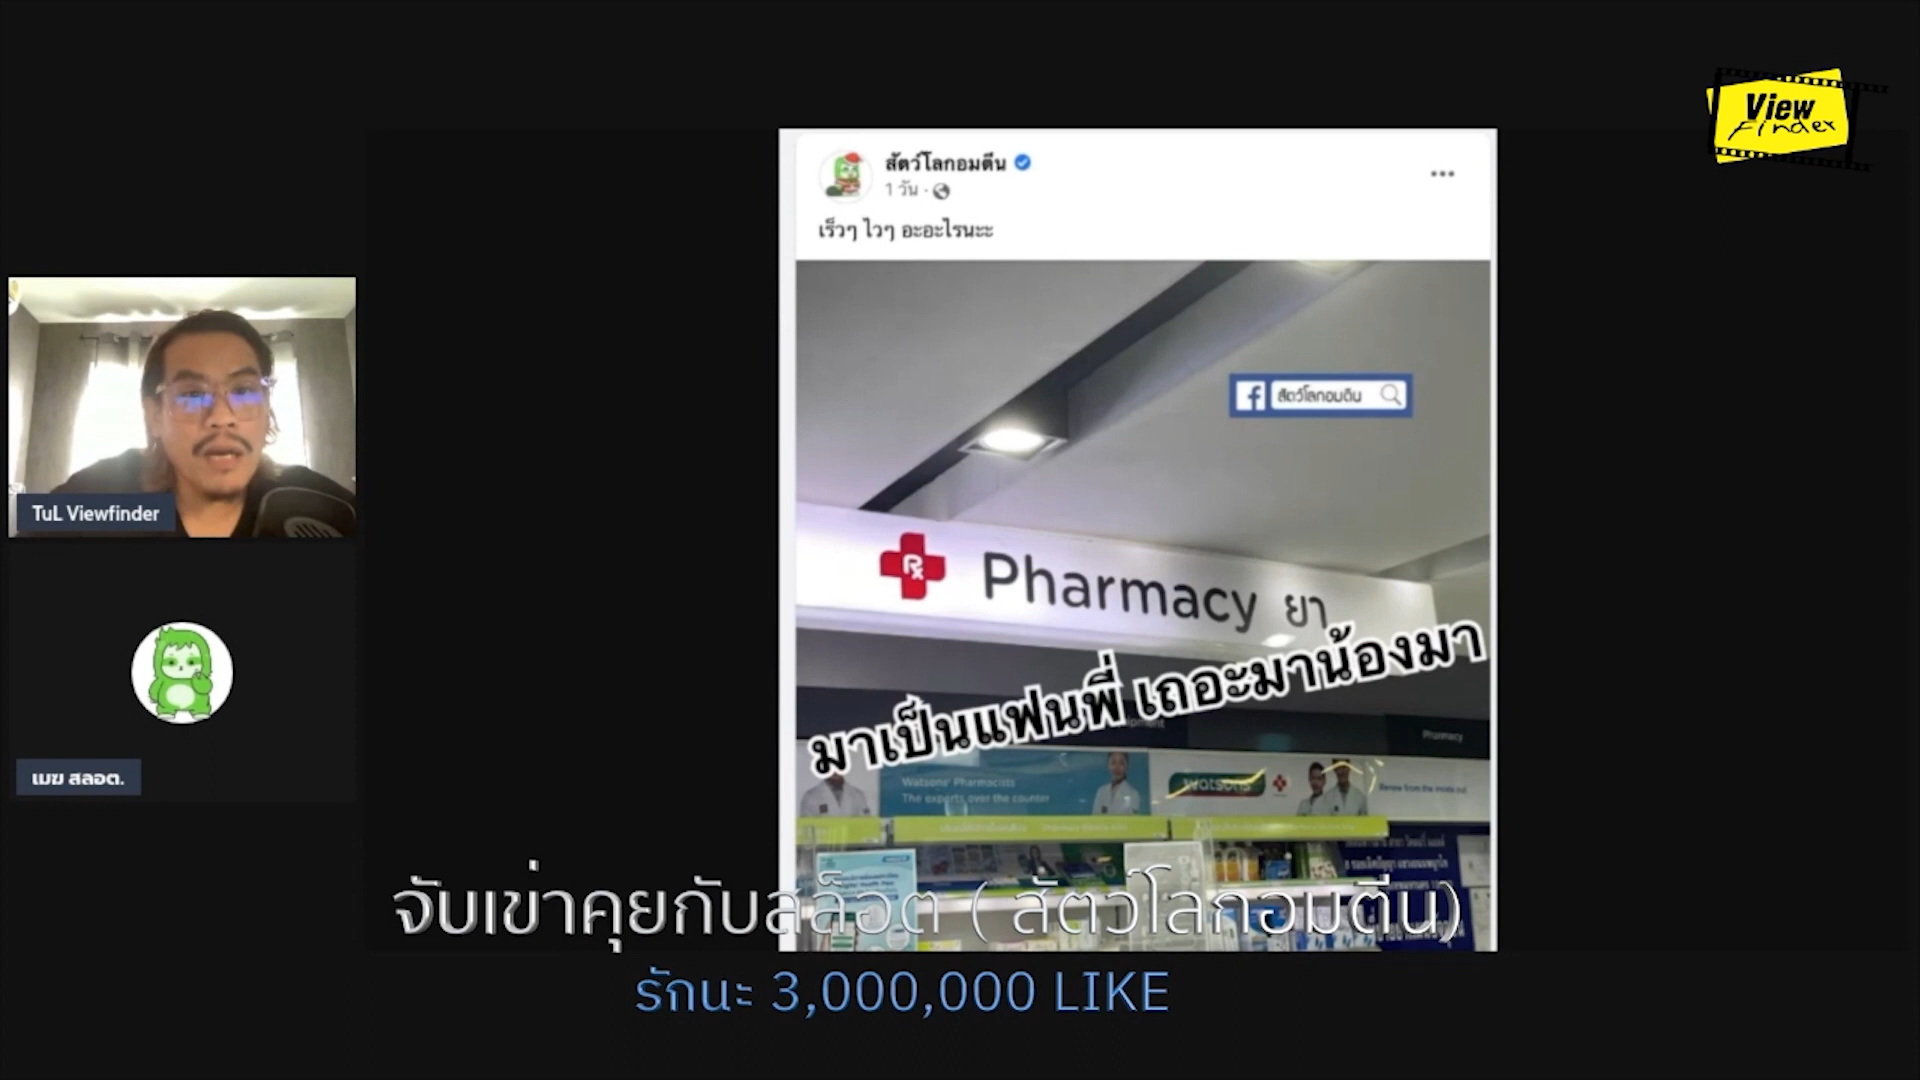 View
Finder
สัตว์โลกอมตีน
1 วัน
เร็วๆ ไวๆ อะอะไรนะะ
สัตว์โลกอมตีน
Rx Pharmacy ยา
มาเป็นแฟนพี่ เถอะมาน้องมา
Pharmacy
Watsons' Pharmacists
The experts over the counter
watsons
TuL Viewfinder
เมฆ สลอต.
จับเข่าคุยกับสล็อต ( สัตว์โลกอมตีน)
รักนะ 3,000,000 LIKE